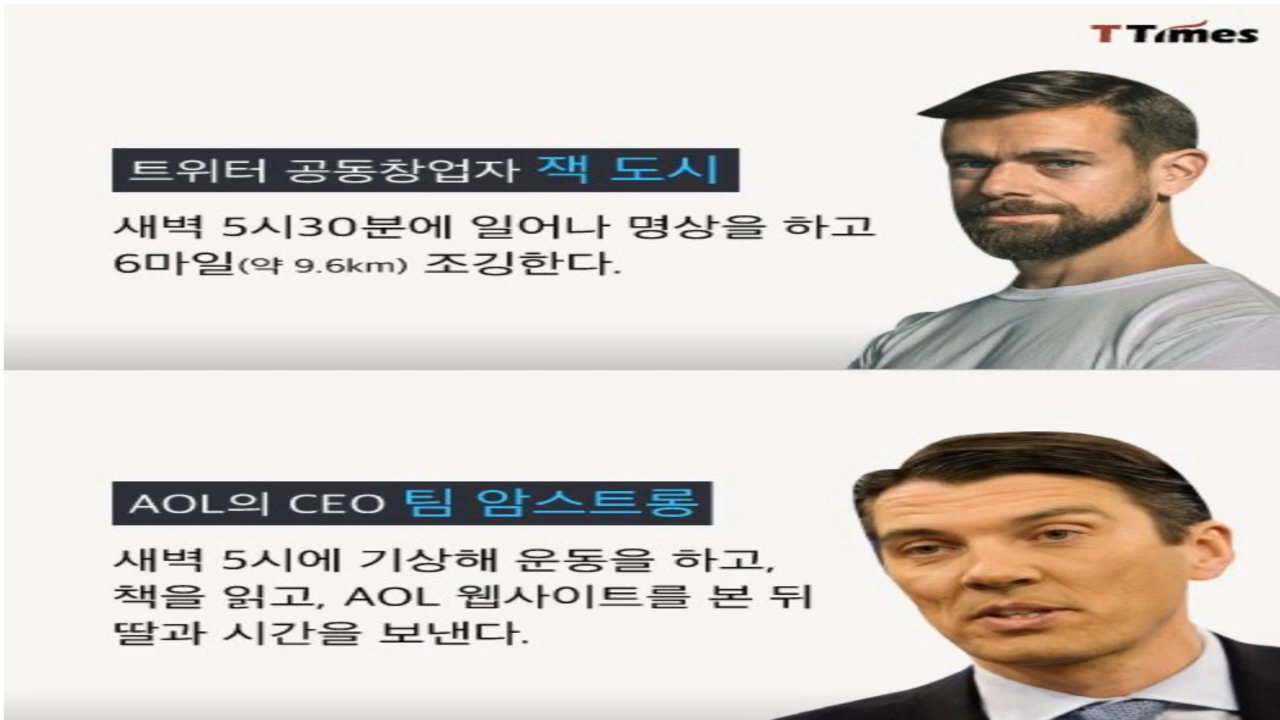 TTimes
트위터 공동창업자 잭 도시
새벽 5시30분에 일어나 명상을 하고
6마일(약 9.6km) 조깅한다.
AOL의 CEO 팀 암스트롱
새벽 5시에 기상해 운동을 하고,
책을 읽고, AOL 웹사이트를 본 뒤
딸과 시간을 보낸다.